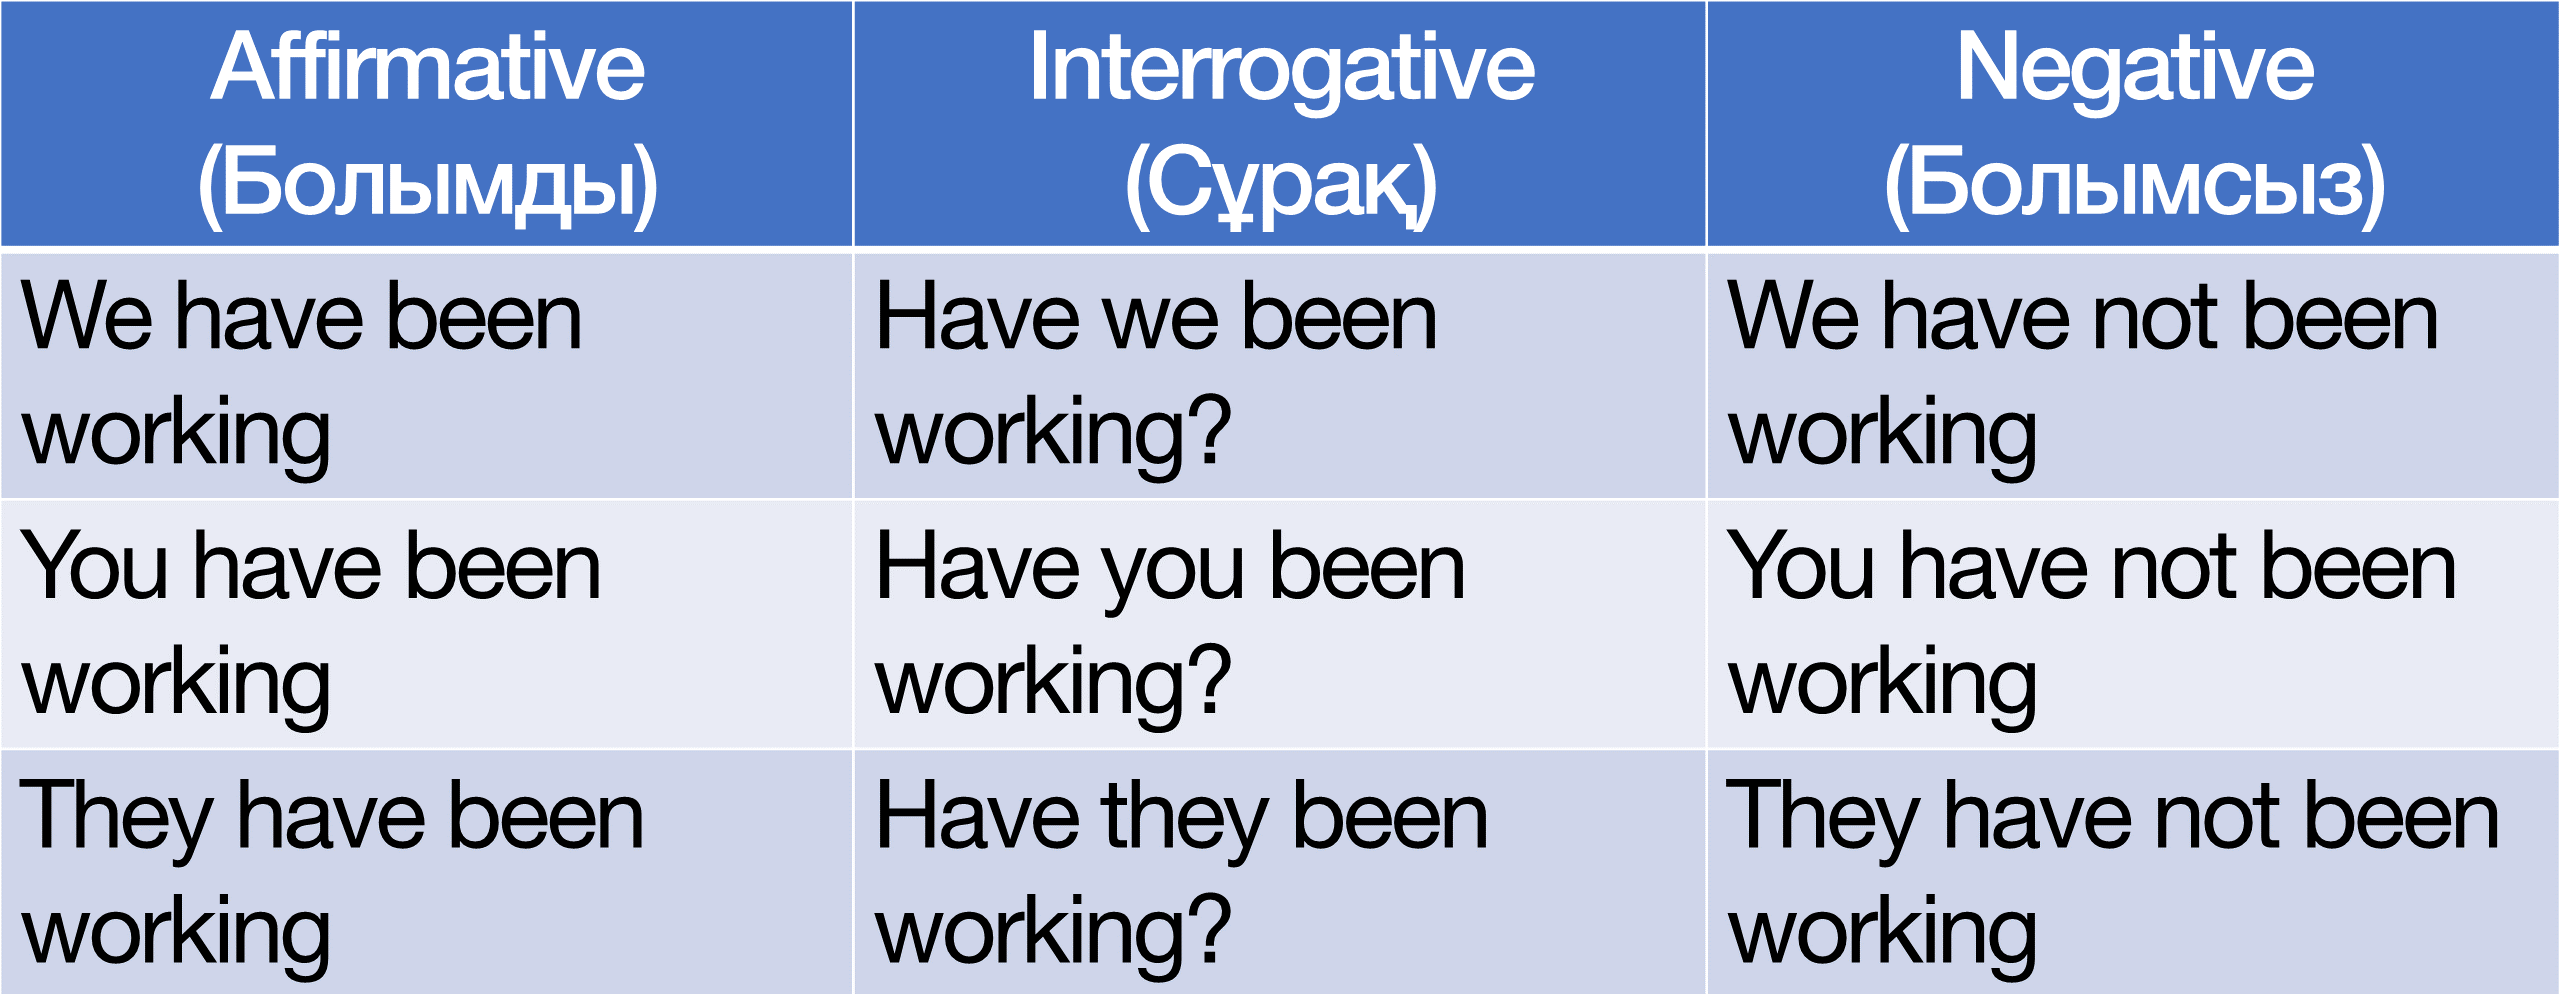 Affirmative
(Болымды)
Interrogative
(Сұрақ)
Negative
(Болымсыз)
We have been
working
Have we been
working?
We have not been
working
You have been
working
Have you been
working?
You have not been
working
They have been
working
Have they been
working?
They have not been
working